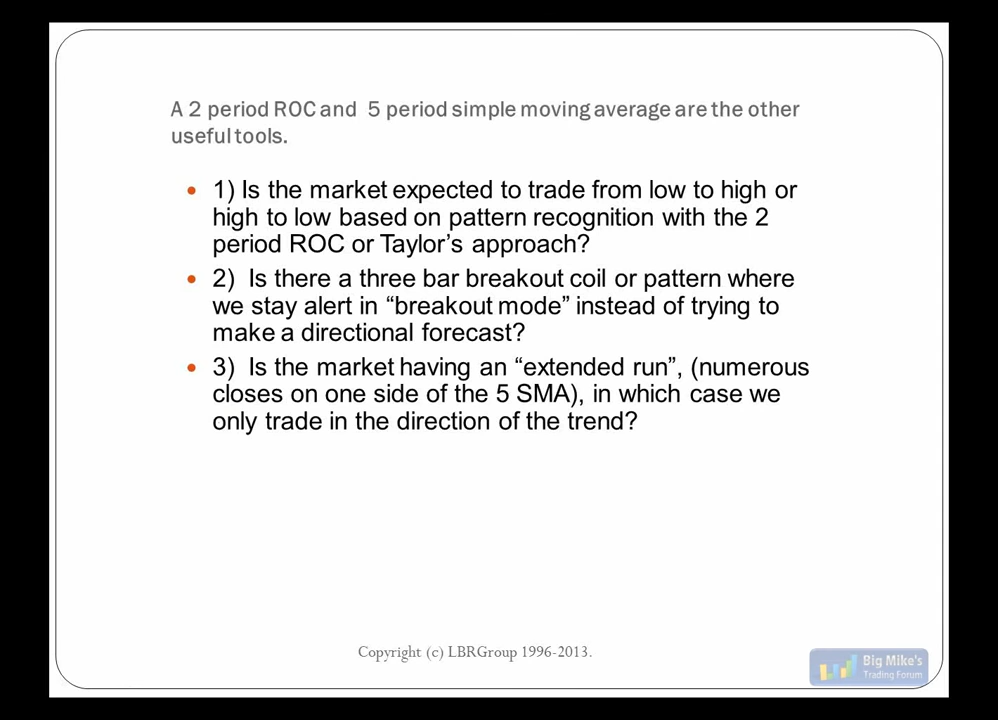 A 2 period ROC and 5 period simple moving average are the other
useful tools.
1) Is the market expected to trade from low to high or
high to low based on pattern recognition with the 2
period ROC or Taylor’s approach?
2) Is there a three bar breakout coil or pattern where
we stay alert in “breakout mode” instead of trying to
make a directional forecast?
3) Is the market having an “extended run”, (numerous
closes on one side of the 5 SMA), in which case we
only trade in the direction of the trend?
Copyright (c) LBRGroup 1996-2013.
Big Mike's
Trading Forum